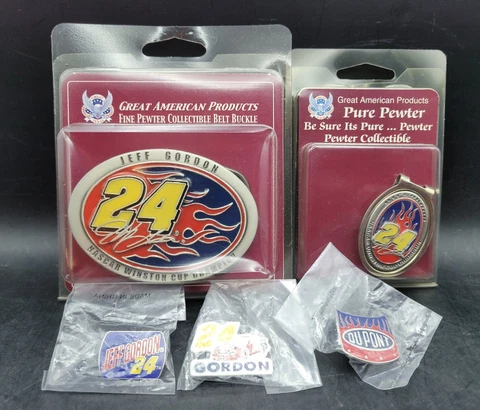 GREAT AMERICAN PRODUCTS
FINE PEWTER COLLECTIBLE BELT BUCKLE
JEFF GORDON
24
NASCAR WINSTON CUP CHAMPION
Great American Products
Pure Pewter
Be Sure Its Pure ... Pewter
Pewter Collectible
24
JEFF GORDON
24
24
GORDON
DUPONT